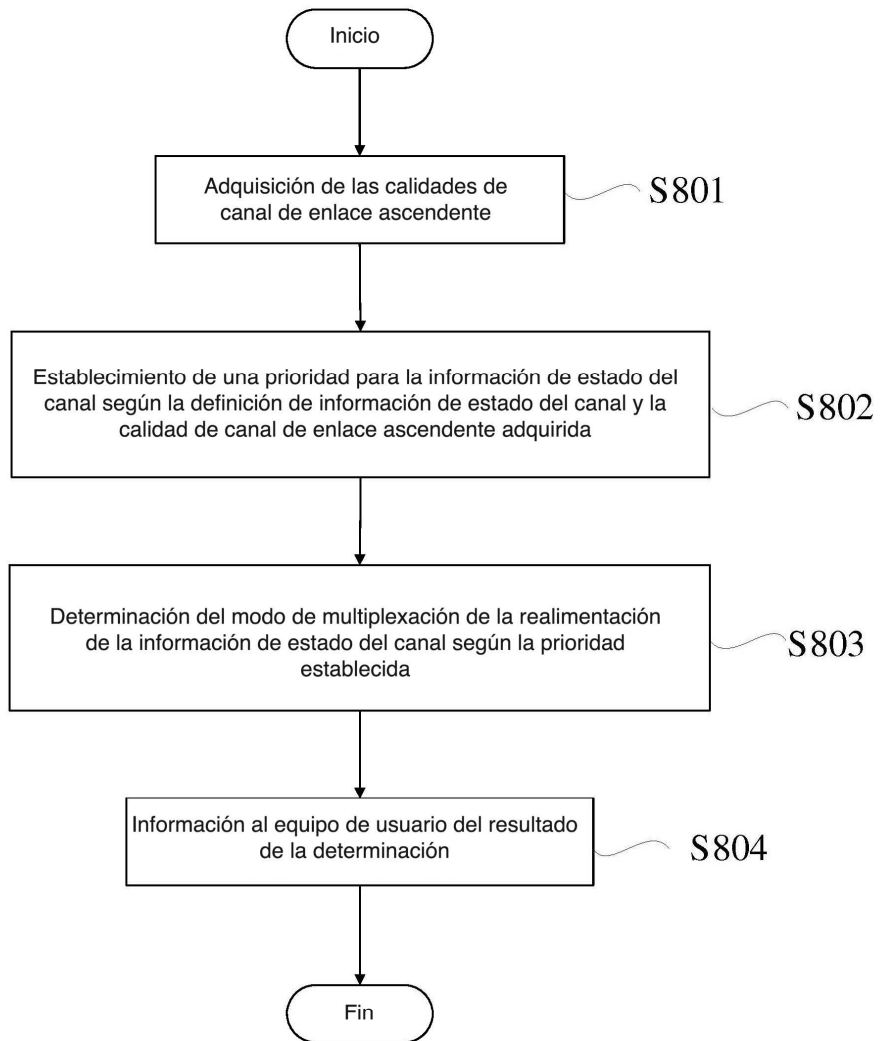 Inicio
Adquisición de las calidades de
canal de enlace ascendente
S801
Establecimiento de una prioridad para la información de estado del
canal según la definición de información de estado del canal y la
calidad de canal de enlace ascendente adquirida
S802
Determinación del modo de multiplexación de la realimentación
de la información de estado del canal según la prioridad
establecida
S803
Información al equipo de usuario del resultado
de la determinación
S804
Fin